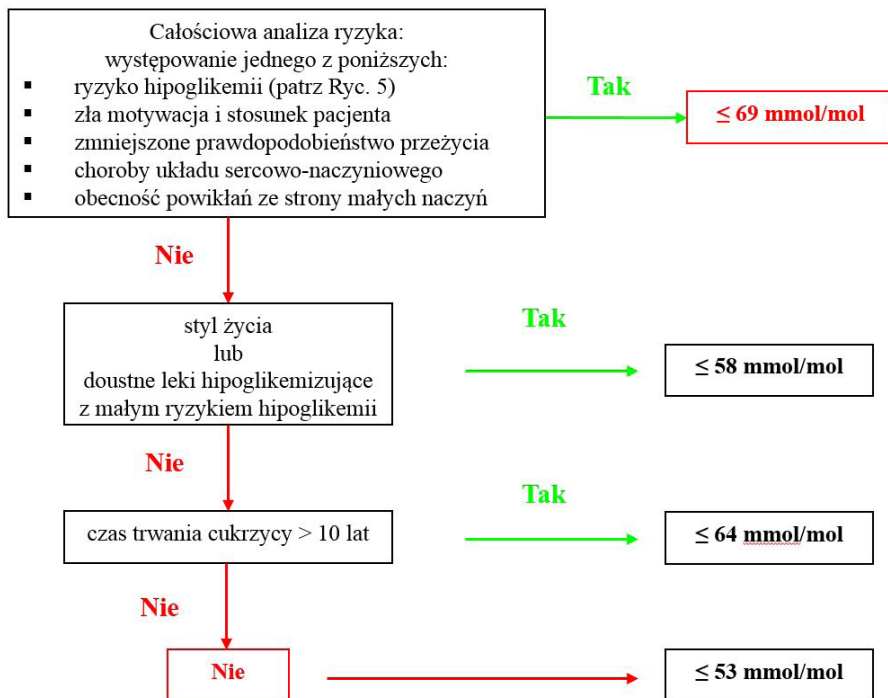 Całościowa analiza ryzyka:
występowanie jednego z poniższych:
▪ ryzyko hipoglikemii (patrz Ryc. 5)
▪ zła motywacja i stosunek pacjenta
▪ zmniejszone prawdopodobieństwo przeżycia
▪ choroby układu sercowo-naczyniowego
▪ obecność powikłań ze strony małych naczyń
Tak
≤ 69 mmol/mol
Nie
styl życia
lub
doustne leki hipoglikemizujące
z małym ryzykiem hipoglikemii
Tak
≤ 58 mmol/mol
Nie
czas trwania cukrzycy > 10 lat
Tak
≤ 64 mmol/mol
Nie
Nie
≤ 53 mmol/mol